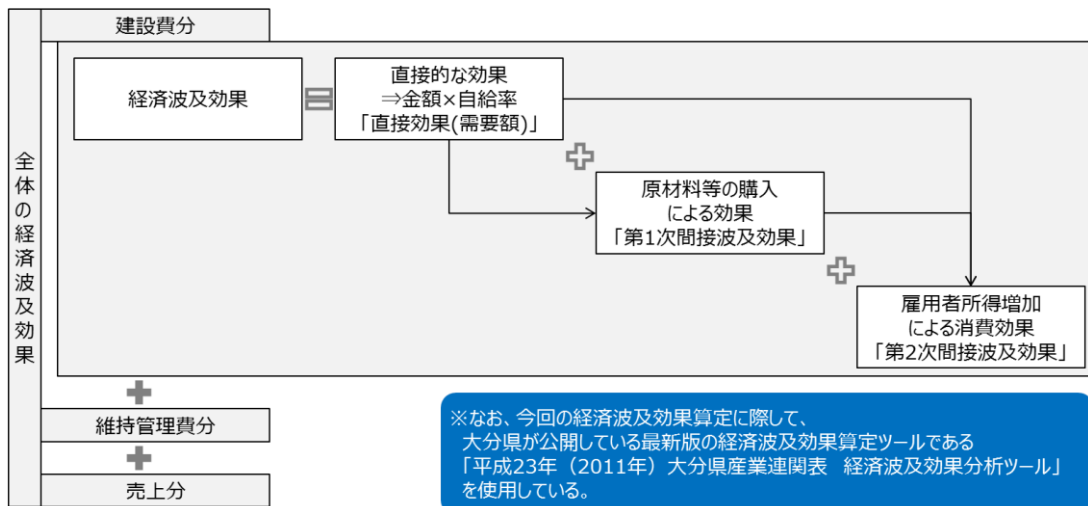 建設費分
経済波及効果
直接的な効果
⇒金額×自給率
「直接効果(需要額)」
原材料等の購入
による効果
「第1次間接波及効果」
雇用者所得増加
による消費効果
「第2次間接波及効果」
全体の経済波及効果
維持管理費分
売上分
※なお、今回の経済波及効果算定に際して、
大分県が公開している最新版の経済波及効果算定ツールである
「平成23年（2011年）大分県産業連関表　経済波及効果分析ツール」
を使用している。